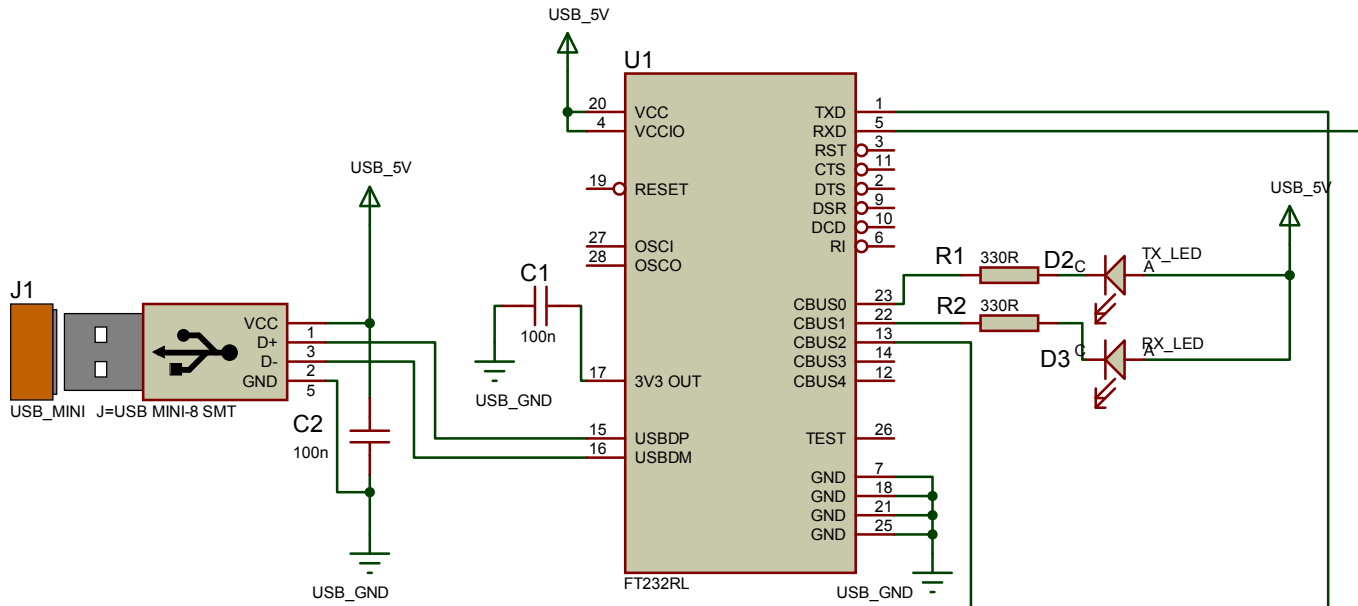 USB_5V
U1
20 VCC TXD 1
4 VCCIO RXD 5
RST 3
CTS 11
19 RESET DTS 2
DSR 9
DCD 10
27 OSCI RI 6
28 OSCO
USB_5V
USB_5V
C1
100n
USB_GND
17 3V3 OUT
R1 330R D2 C A TX_LED
CBUS0 23
R2 330R
CBUS1 22
CBUS2 13
D3 C A RX_LED
CBUS3 14
CBUS4 12
J1
VCC 1
D+ 3
D- 2
GND 5
USB_MINI J=USB MINI-8 SMT
C2
100n
15 USBDP TEST 26
16 USBDM
GND 7
GND 18
GND 21
GND 25
USB_GND
FT232RL
USB_GND